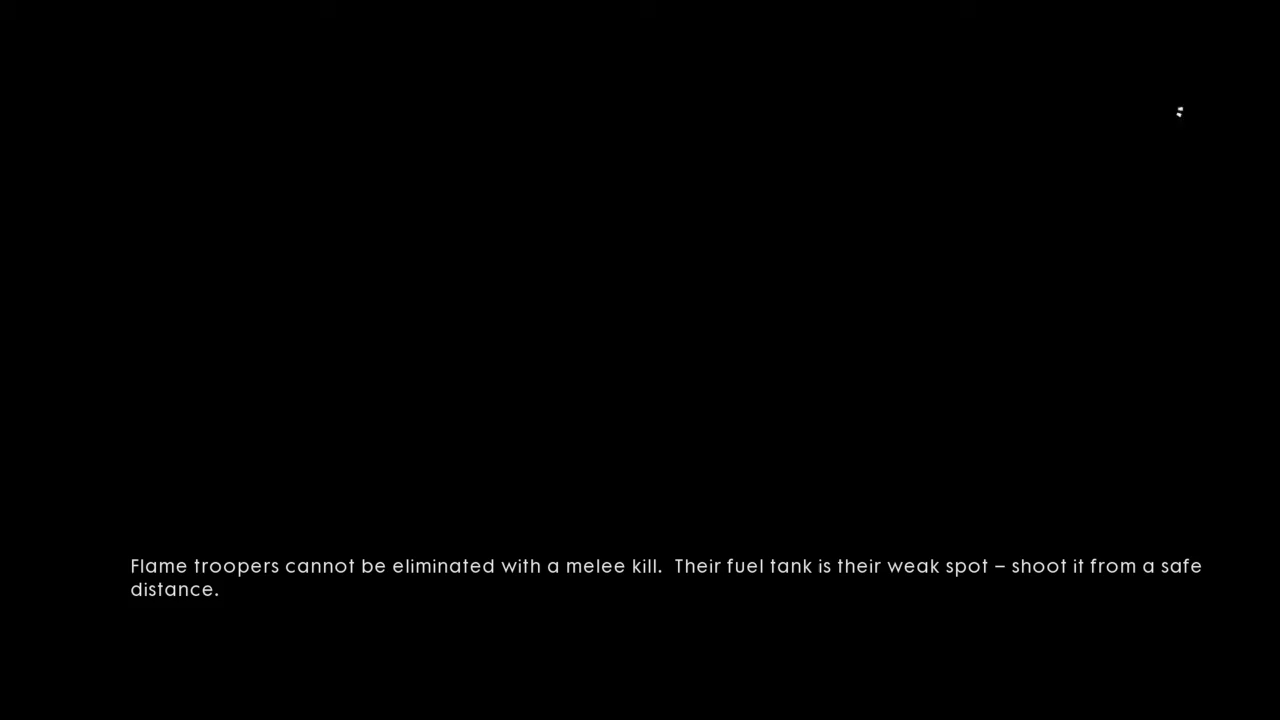 Flame troopers cannot be eliminated with a melee kill.  Their fuel tank is their weak spot – shoot it from a safe
distance.